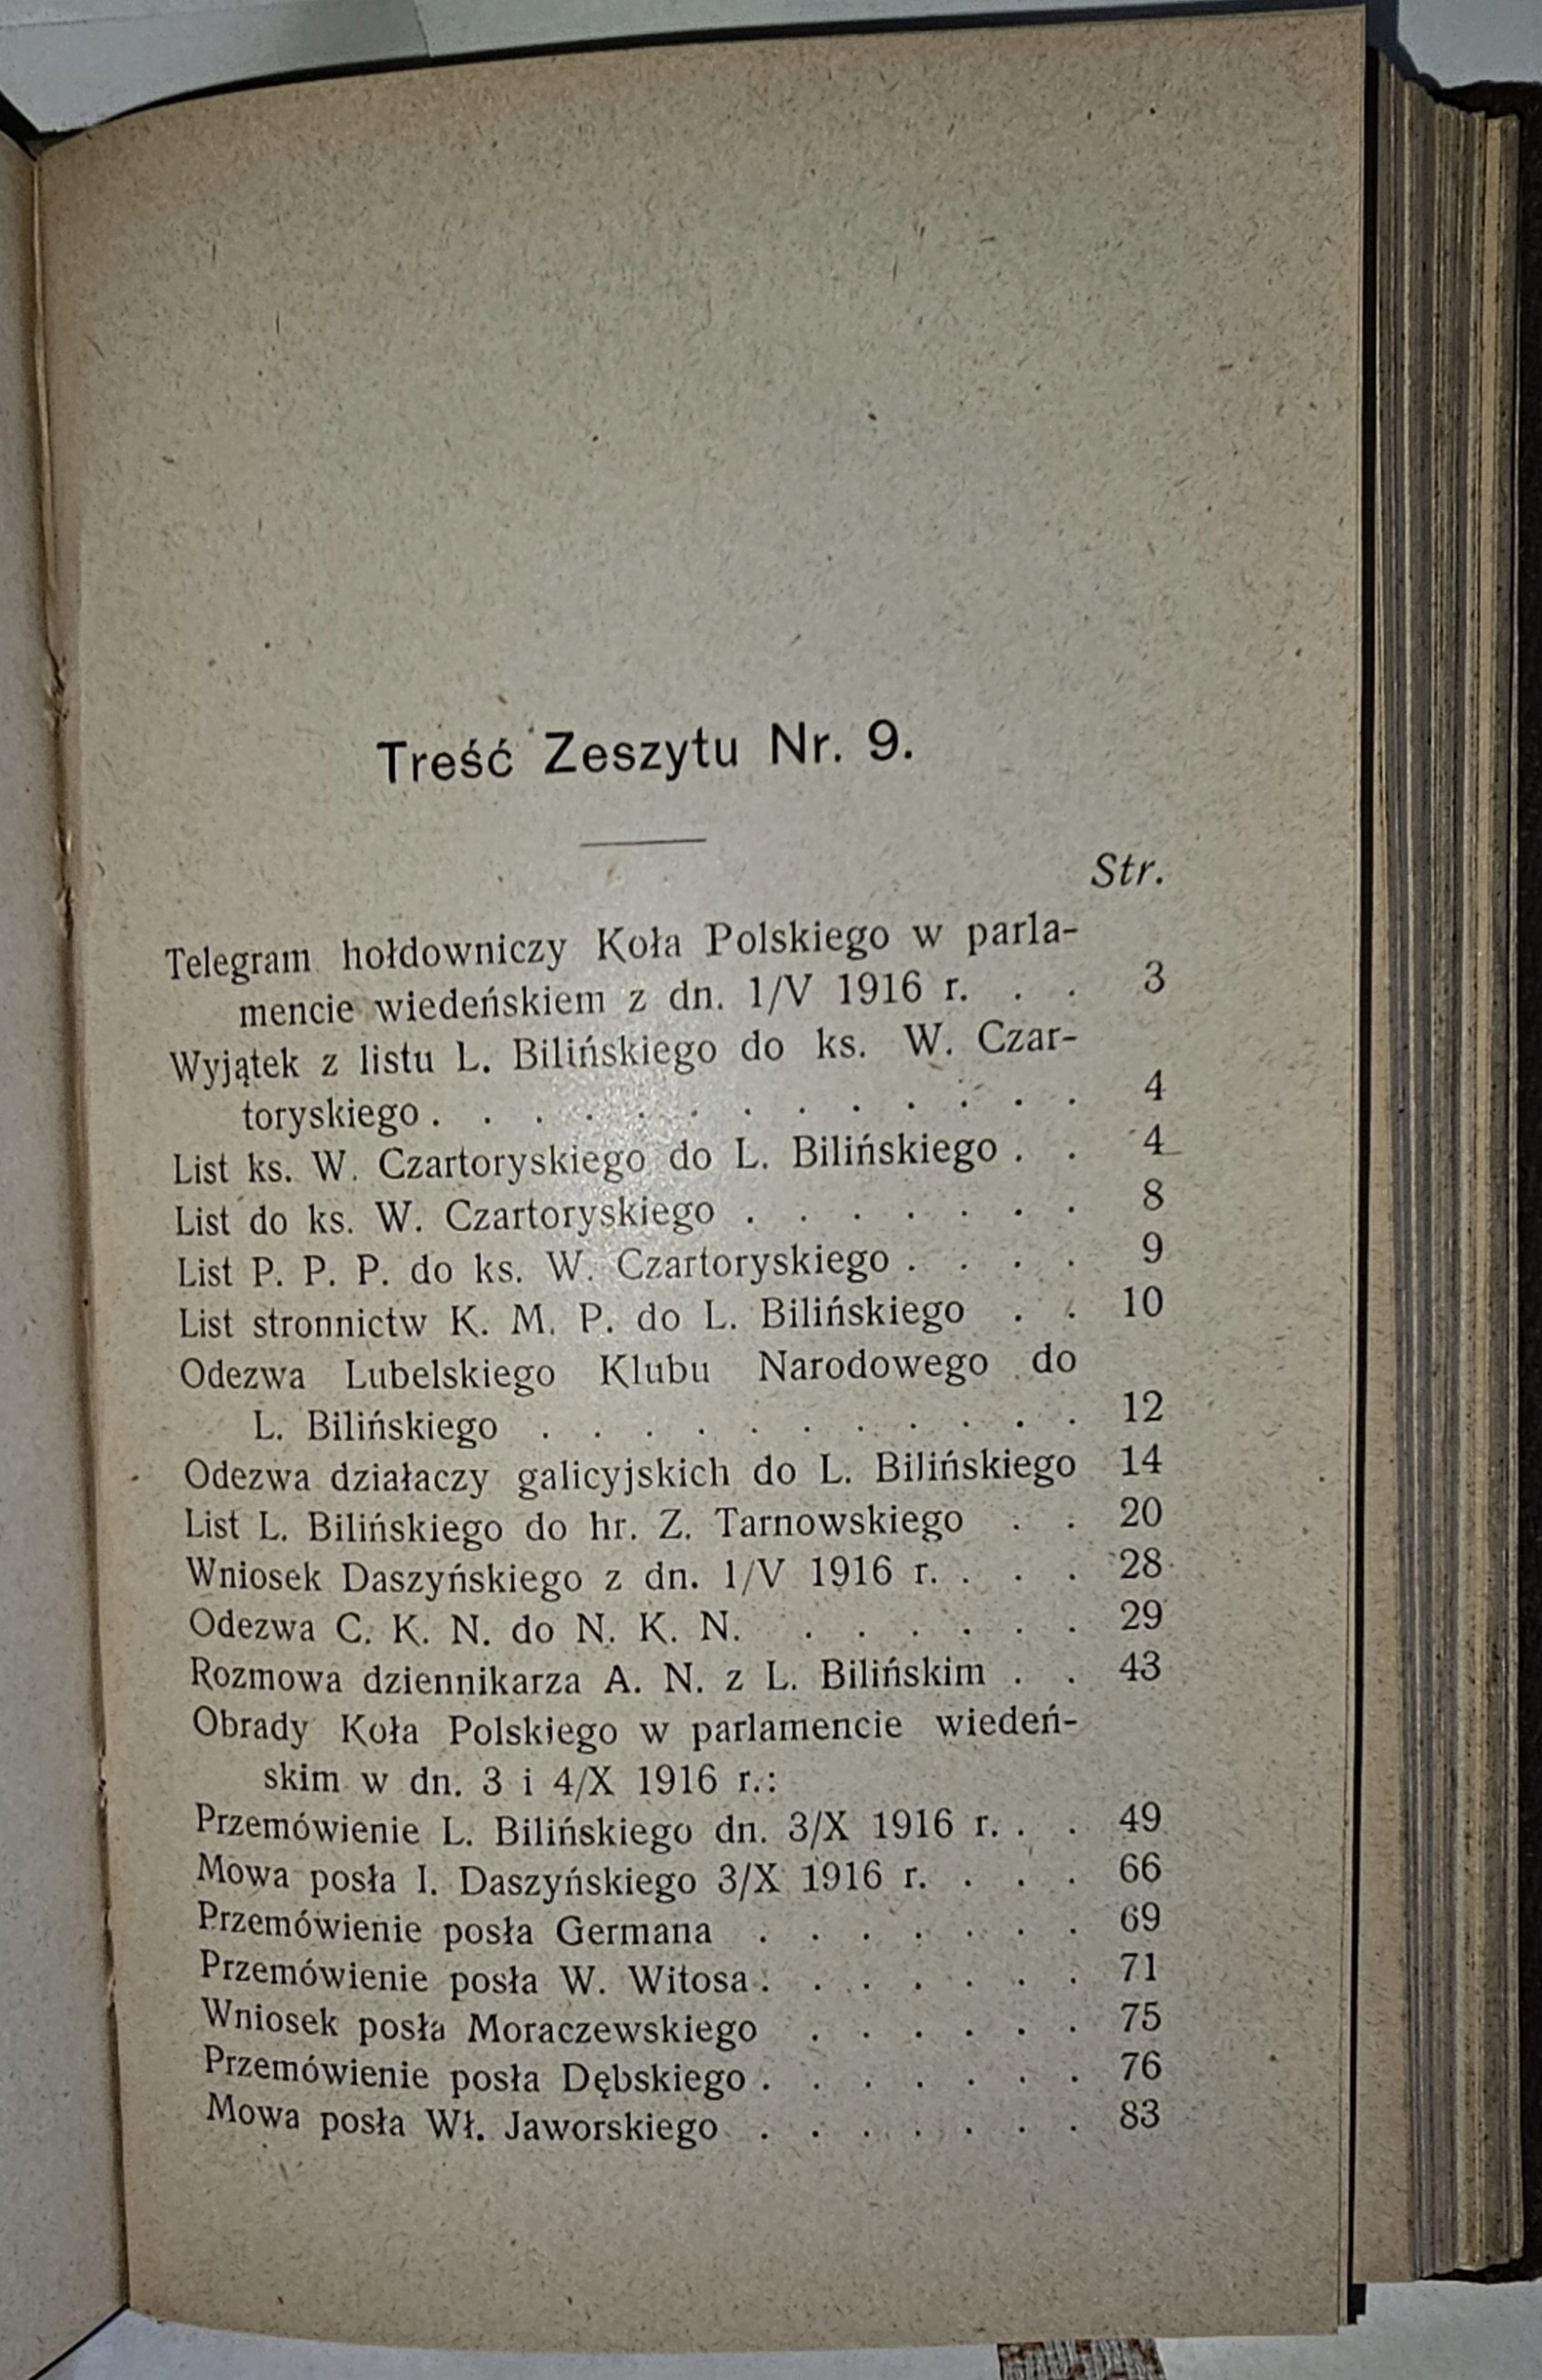 Treść Zeszytu Nr. 9.
Str.
Telegram hołdowniczy Koła Polskiego w parla-
mencie wiedeńskiem z dn. 1/V 1916 r. . . 3
Wyjątek z listu L. Bilińskiego do ks. W. Czar-
toryskiego . . . . . . . . . . . . . 4
List ks. W. Czartoryskiego do L. Bilińskiego . . 4
List do ks. W. Czartoryskiego . . . . . . . 8
List P. P. P. do ks. W. Czartoryskiego . . . . 9
List stronnictw K. M. P. do L. Bilińskiego . . 10
Odezwa Lubelskiego Klubu Narodowego do
L. Bilińskiego . . . . . . . . . . . 12
Odezwa działaczy galicyjskich do L. Bilińskiego 14
List L. Bilińskiego do hr. Z. Tarnowskiego . . 20
Wniosek Daszyńskiego z dn. 1/V 1916 r. . . . 28
Odezwa C. K. N. do N. K. N. . . . . . . 29
Rozmowa dziennikarza A. N. z L. Bilińskim . . 43
Obrady Koła Polskiego w parlamencie wiedeń-
skim w dn. 3 i 4/X 1916 r.:
Przemówienie L. Bilińskiego dn. 3/X 1916 r. . . 49
Mowa posła I. Daszyńskiego 3/X 1916 r. . . . 66
Przemówienie posła Germana . . . . . . . 69
Przemówienie posła W. Witosa . . . . . . . 71
Wniosek posła Moraczewskiego . . . . . . 75
Przemówienie posła Dębskiego . . . . . . . 76
Mowa posła Wł. Jaworskiego . . . . . . . 83